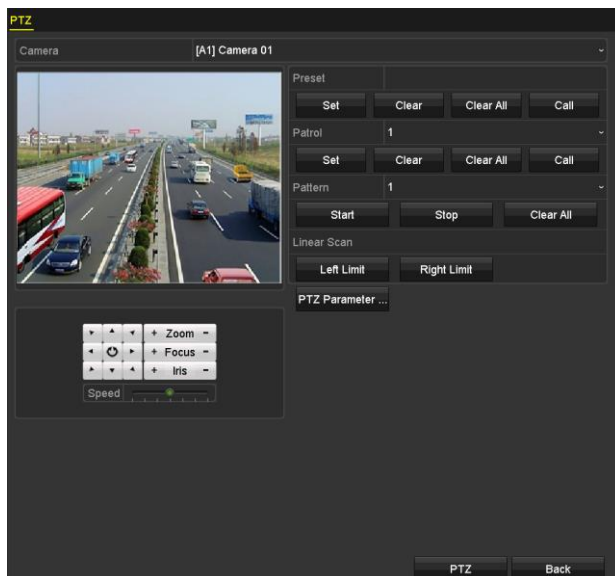 PTZ
Camera [A1] Camera 01
Preset
Set Clear Clear All Call
Patrol 1
Set Clear Clear All Call
Pattern 1
Start Stop Clear All
Linear Scan
Left Limit Right Limit
PTZ Parameter ...
+ Zoom -
+ Focus -
+ Iris -
Speed
PTZ Back